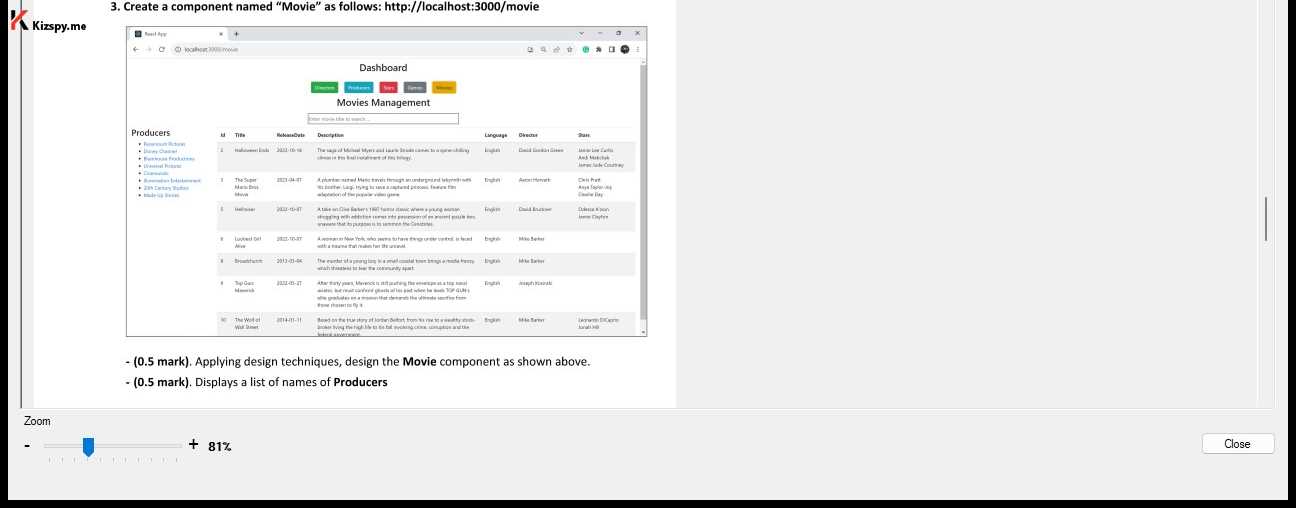 3. Create a component named “Movie” as follows: http://localhost:3000/movie
Kizspy.me
React App
localhost:3000/movie
Dashboard
Directors Producers Stars Genres Movies
Movies Management
Enter movie title to search ...
Producers
Paramount Pictures
Disney Channel
Blumhouse Productions
Universal Pictures
Illumination Entertainment
20th Century Studios
Id Title ReleaseDate Description Language Director Stars
2 Halloween Ends 2022-10-14 The saga of Michael Myers and Laurie Strode comes to a spine-chilling English David Gordon Green Jamie Lee Curtis
climax in this final installment of this trilogy. Andi Matichak
James Jude Courtney
3 The Super 2023-04-07 A plumber named Mario travels through an underground labyrinth with English Aaron Horvath Chris Pratt
Mario Bros his brother, Luigi, trying to save a captured princess. Feature film Anya Taylor-Joy
Movie adaptation of the popular video game. Charlie Day
5 Hellraiser 2022-10-07 A take on Clive Barker's 1987 horror classic where a young woman English David Bruckner Odessa A'zion
struggling with addiction comes into possession of an ancient puzzle box, Jamie Clayton
unaware that its purpose is to summon the Cenobites.
6 Luckiest Girl 2022-10-07 A woman in New York, who seems to have things under control, is faced English Mike Barker
Alive with a trauma that makes her life unravel.
8 Broadchurch 2013-03-04 The murder of a young boy in a small coastal town brings a media frenzy, English Mike Barker
which threatens to tear the community apart.
9 Top Gun: 2022-05-27 After thirty years, Maverick is still pushing the envelope as a top naval English Joseph Kosinski
Maverick aviator, but must confront ghosts of his past when he leads TOP GUN's
elite graduates on a mission that demands the ultimate sacrifice from
those chosen to fly it.
10 The Wolf of 2014-01-11 Based on the true story of Jordan Belfort, from his rise to a wealthy stock- English Mike Barker Leonardo DiCaprio
Wall Street broker living the high life to his fall involving crime, corruption and the Jonah Hill
federal government.
- (0.5 mark). Applying design techniques, design the Movie component as shown above.
- (0.5 mark). Displays a list of names of Producers
Zoom
- + 81%
Close